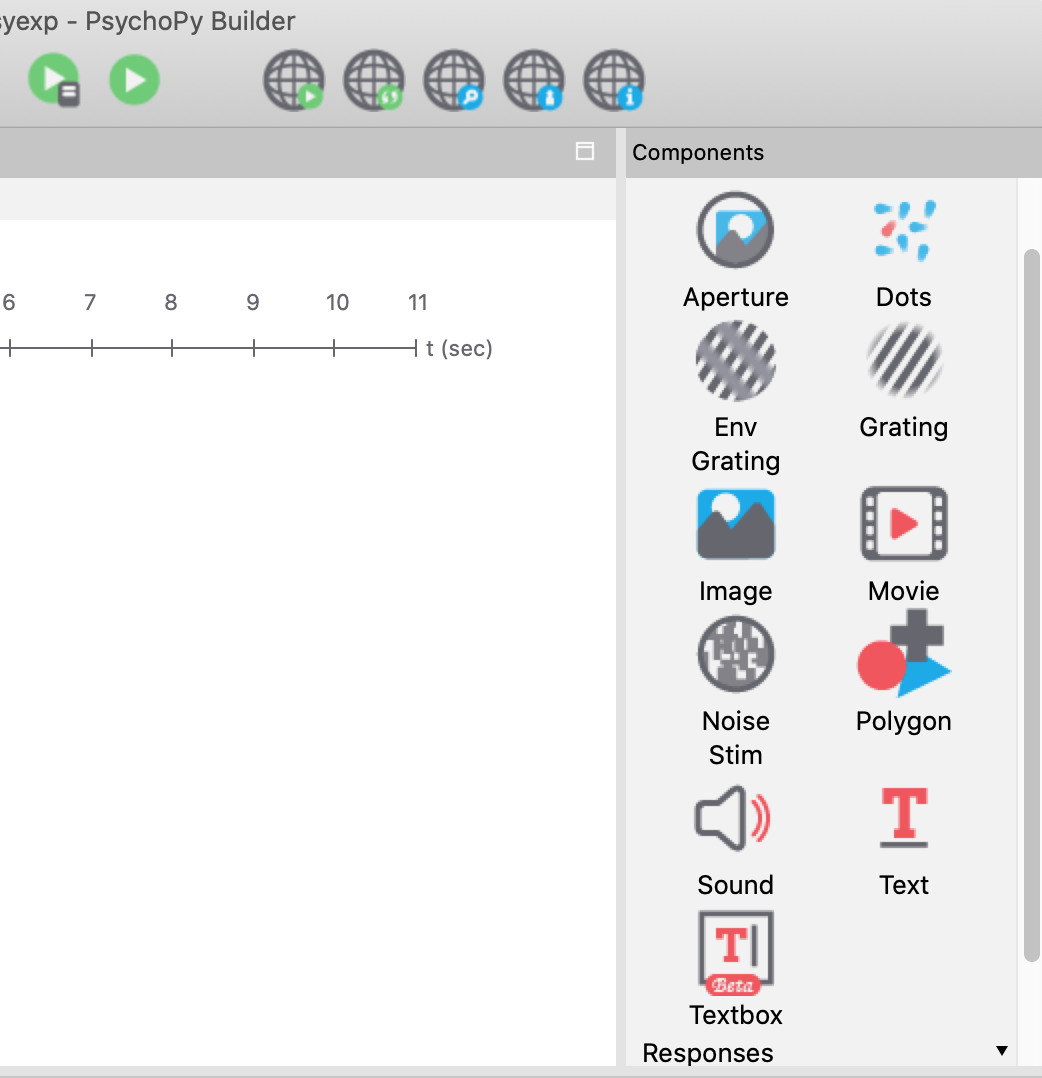 syexp - PsychoPy Builder
Components
Aperture
Dots
6 7 8 9 10 11
t (sec)
Env
Grating
Grating
Image
Movie
Noise
Stim
Polygon
Sound
Text
T
Beta
Textbox
Responses